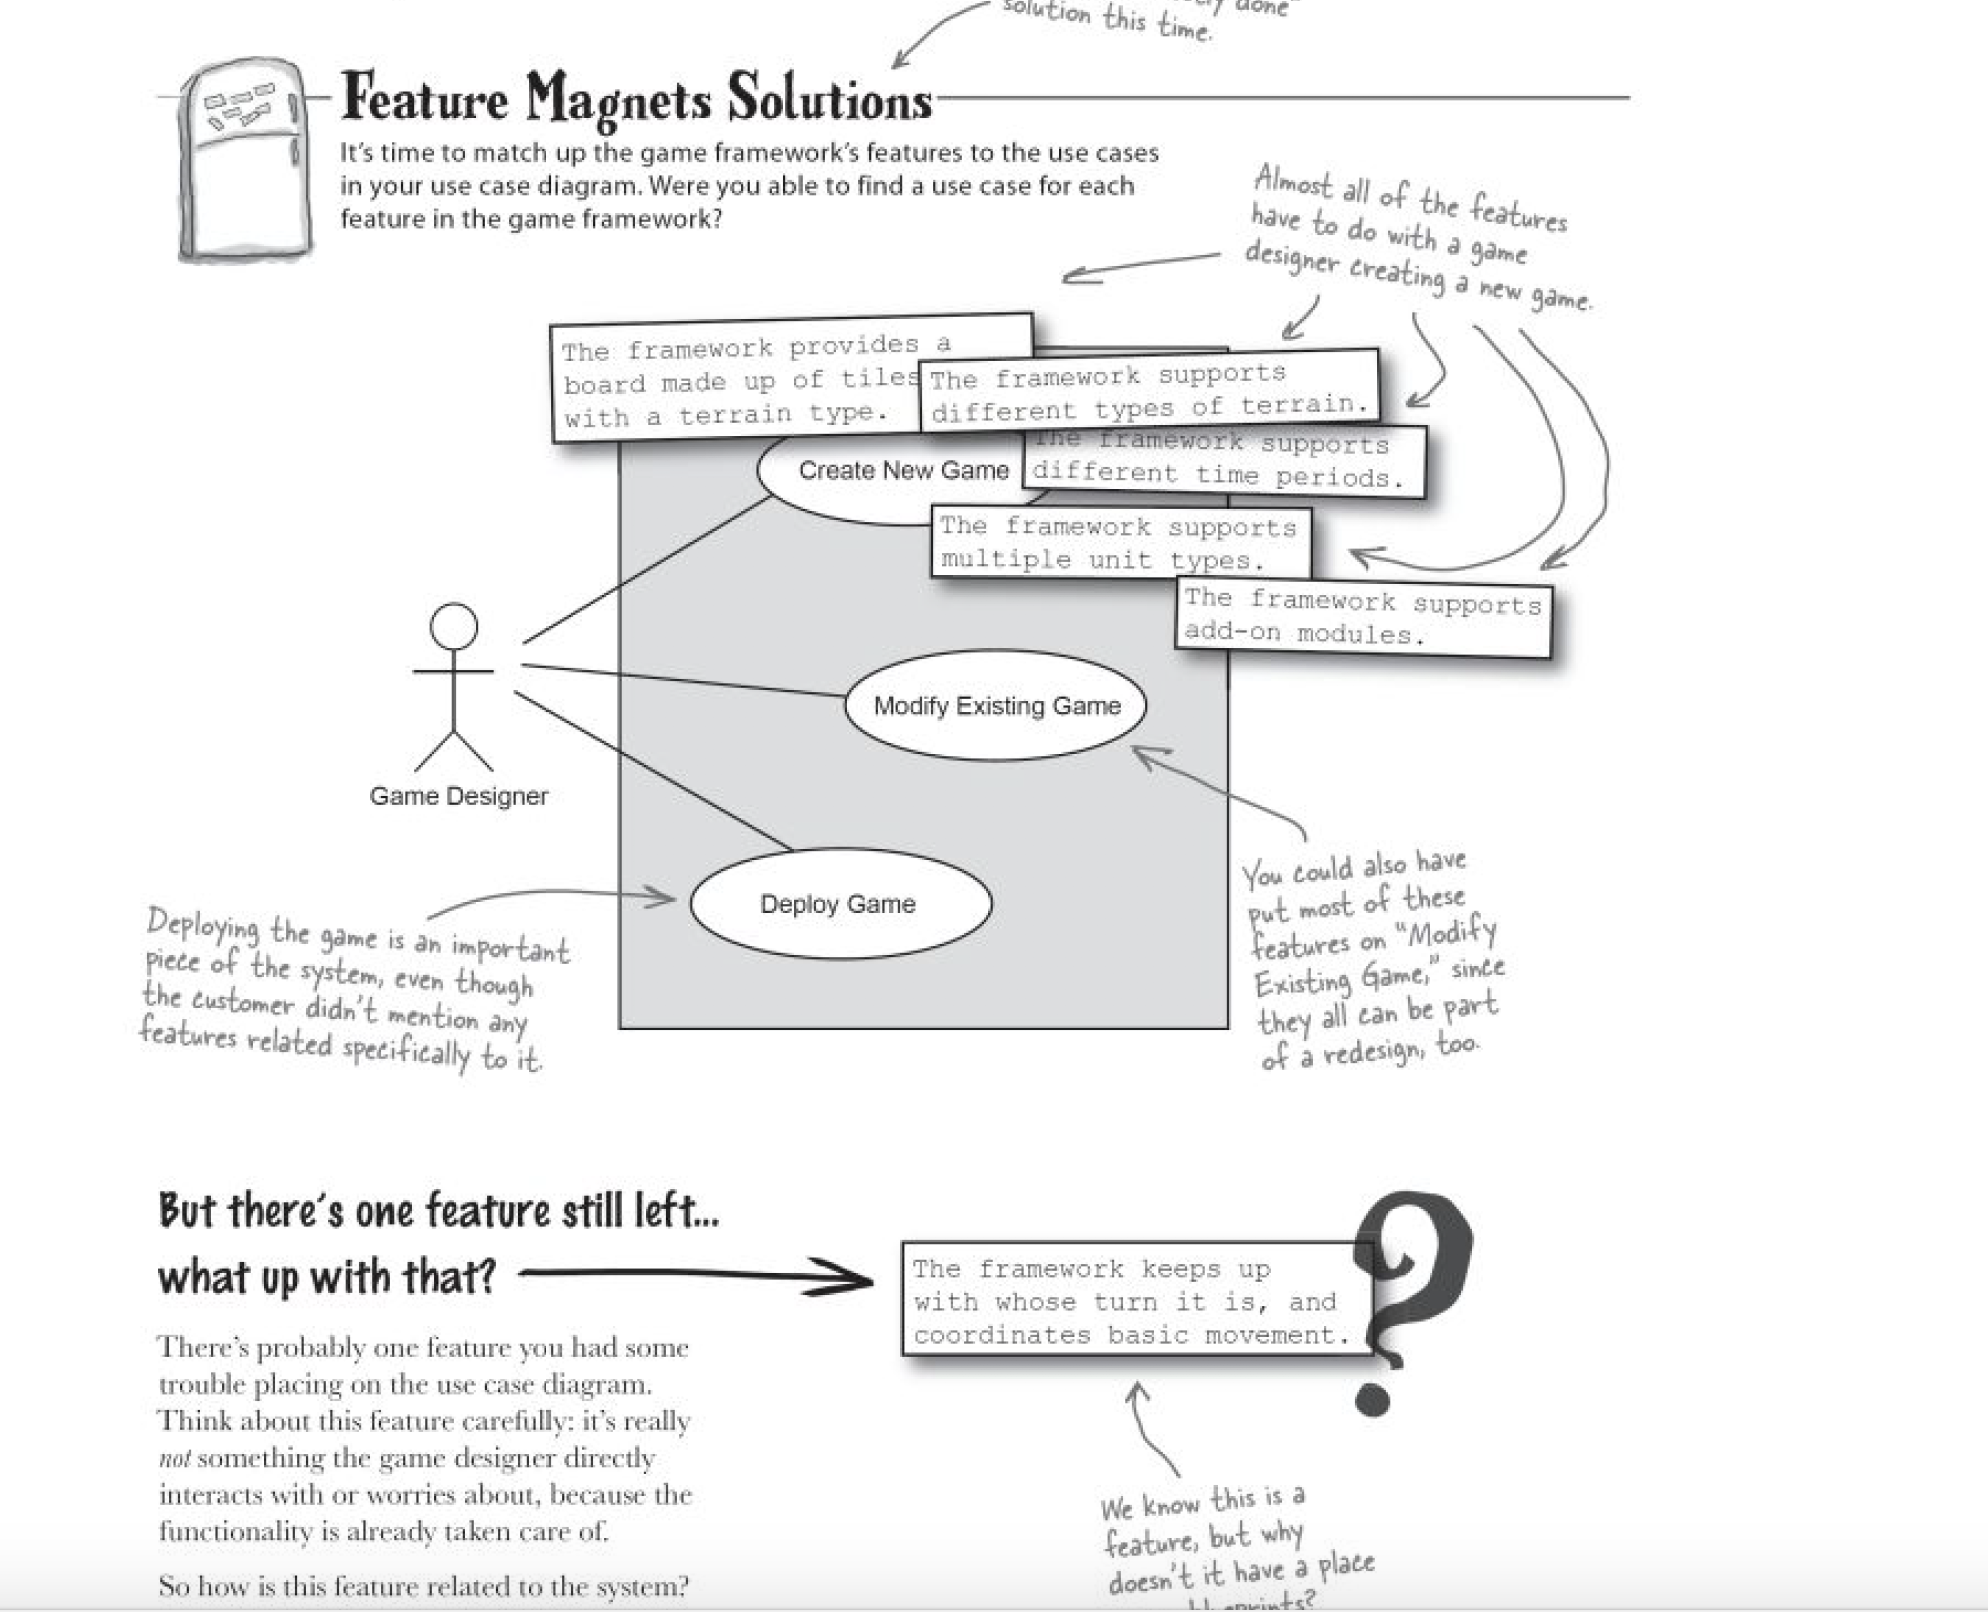 solution this time.
Feature Magnets Solutions
It's time to match up the game framework's features to the use cases
in your use case diagram. Were you able to find a use case for each
feature in the game framework?
Almost all of the features
have to do with a game
designer creating a new game.
The framework provides a
board made up of tiles
with a terrain type.
The framework supports
different types of terrain.
The framework supports
different time periods.
Create New Game
The framework supports
multiple unit types.
The framework supports
add-on modules.
Modify Existing Game
Game Designer
Deploy Game
You could also have
put most of these
features on "Modify
Existing Game," since
they all can be part
of a redesign, too.
Deploying the game is an important
piece of the system, even though
the customer didn't mention any
features related specifically to it.
But there's one feature still left...
what up with that?
The framework keeps up
with whose turn it is, and
coordinates basic movement.
?
There's probably one feature you had some
trouble placing on the use case diagram.
Think about this feature carefully: it's really
not something the game designer directly
interacts with or worries about, because the
functionality is already taken care of.
So how is this feature related to the system?
We know this is a
feature, but why
doesn't it have a place